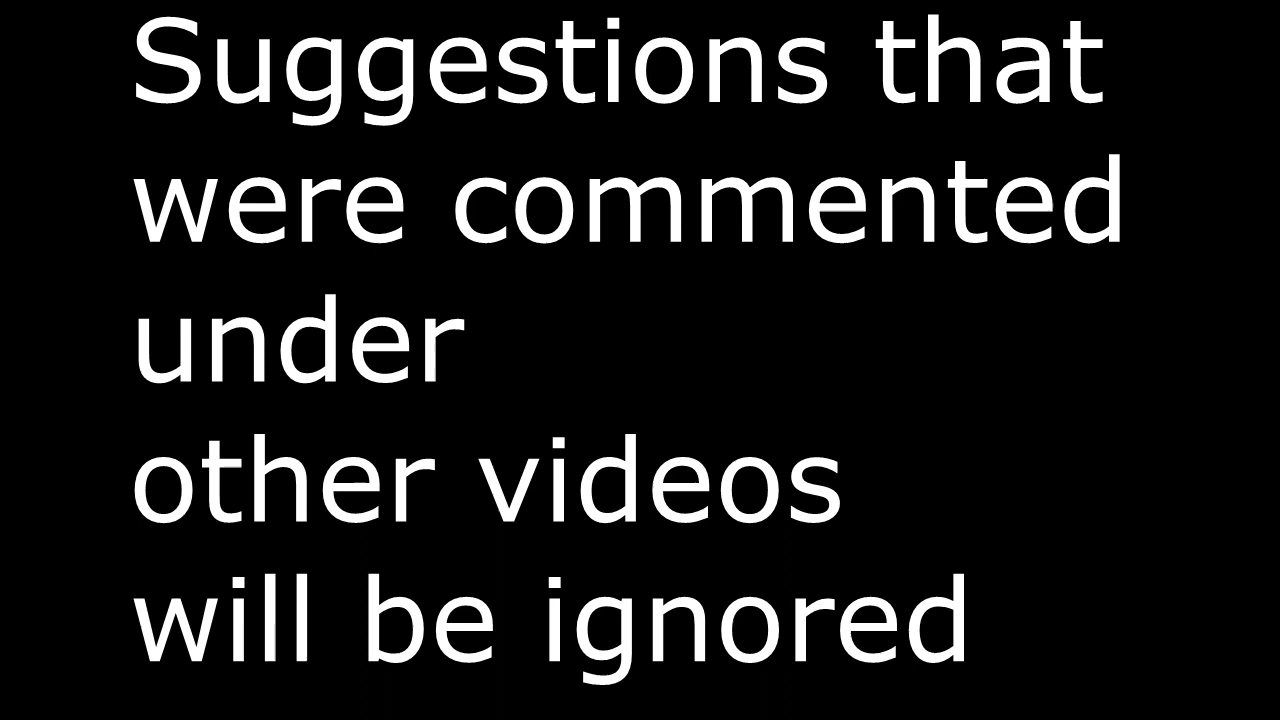 Suggestions that
were commented
under
other videos
will be ignored